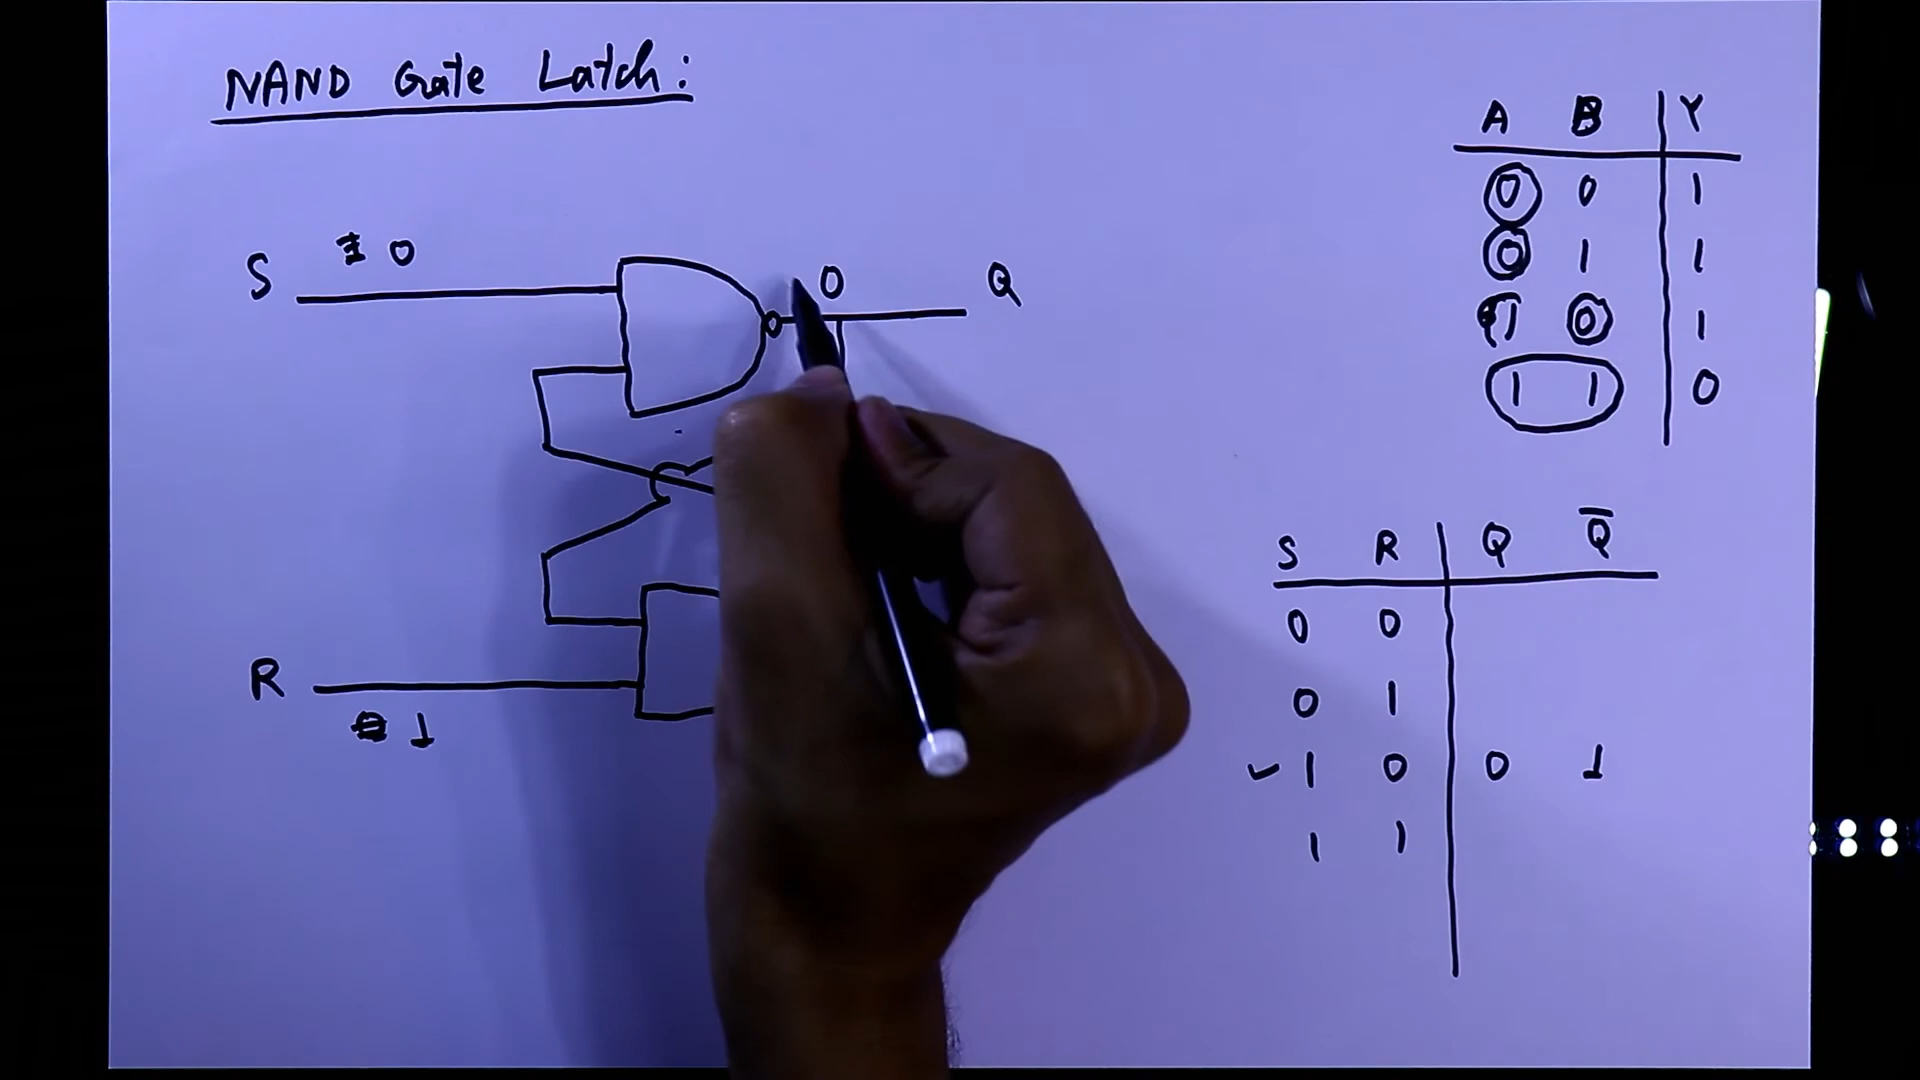 NAND Gate Latch:
S 0
0 Q
R 1
A B Y
0 0 1
0 1 1
1 0 1
1 1 0
S R Q Q̅
0 0
0 1
✓ 1 0 0 1
1 1